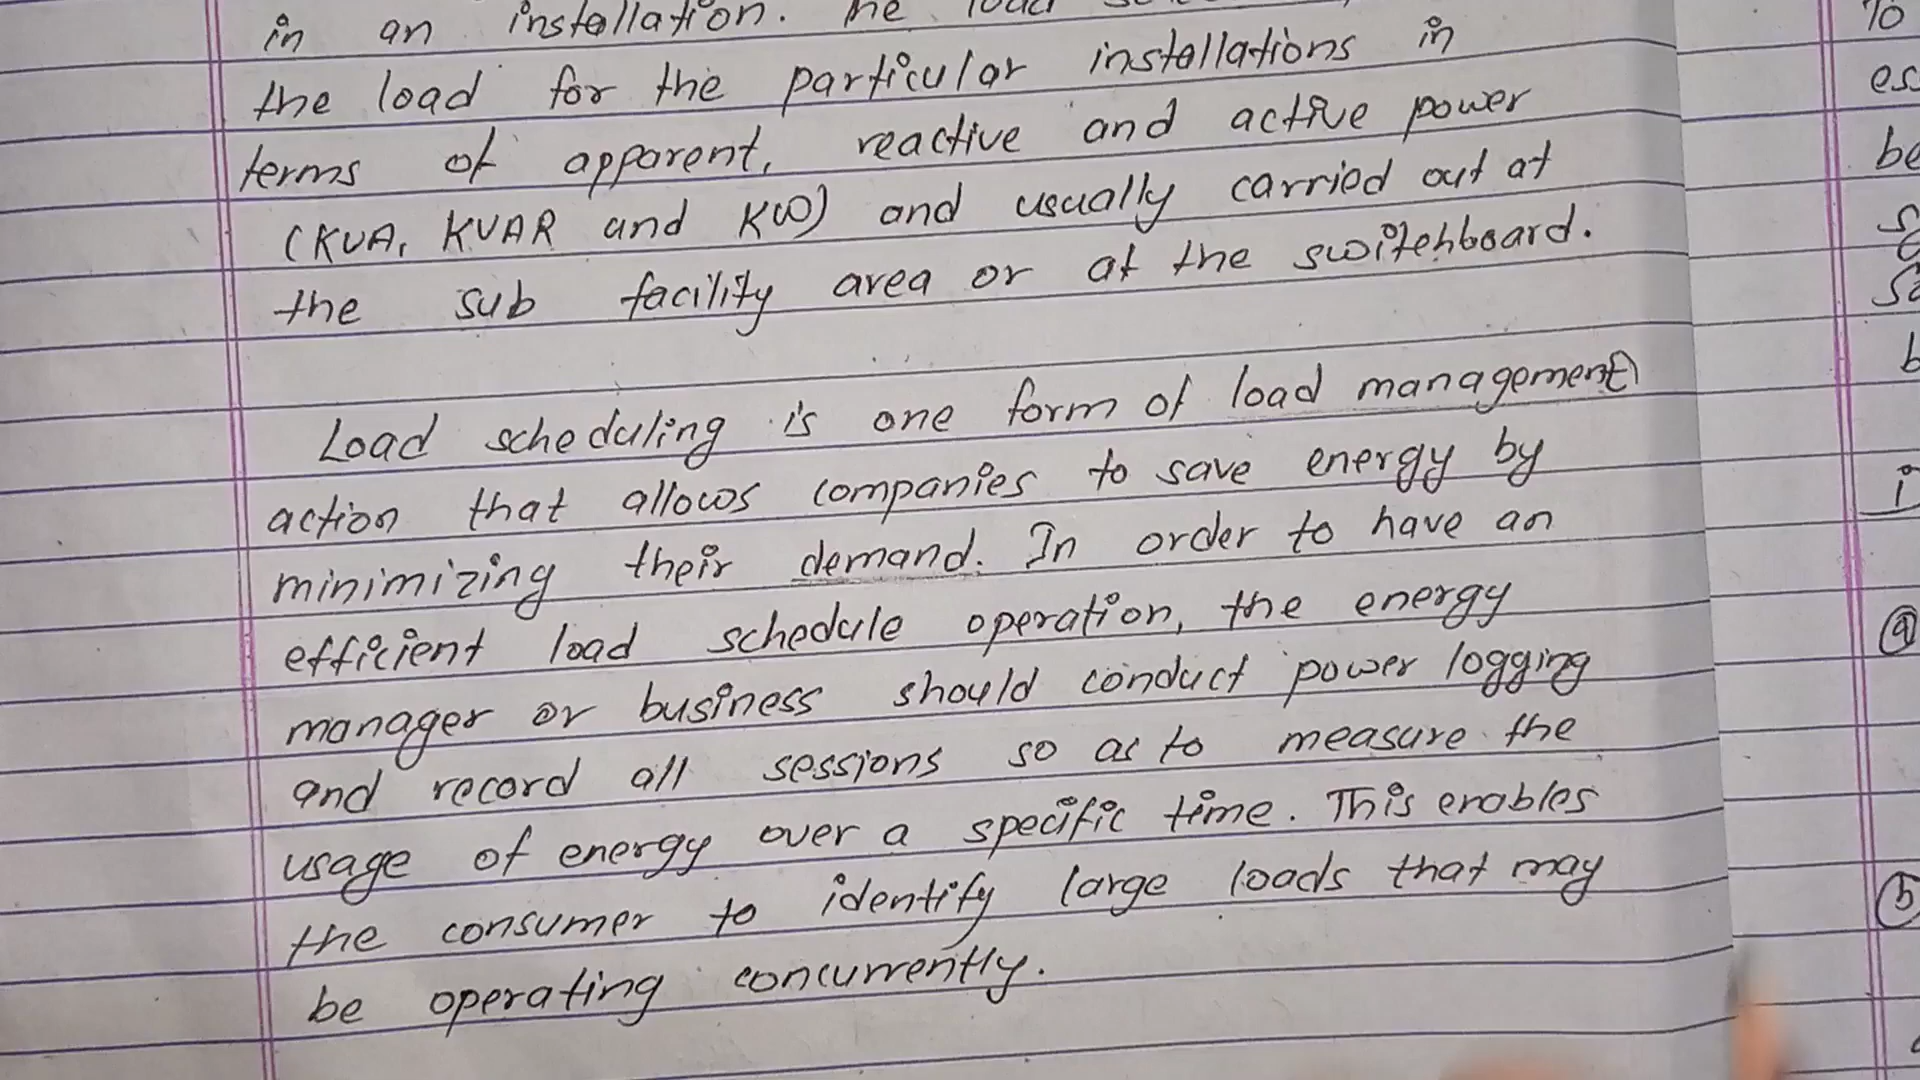 in an installation. The load
the load for the particular installations in
terms of apparent, reactive and active power
(KVA, KVAR and KW) and usually carried out at
the sub facility area or at the switchboard.
Load scheduling is one form of load management
action that allows companies to save energy by
minimizing their demand. In order to have an
efficient load schedule operation, the energy
manager or business should conduct power logging
and record all sessions so as to measure the
usage of energy over a specific time. This enables
the consumer to identify large loads that may
be operating concurrently.
To
be
i
a
b